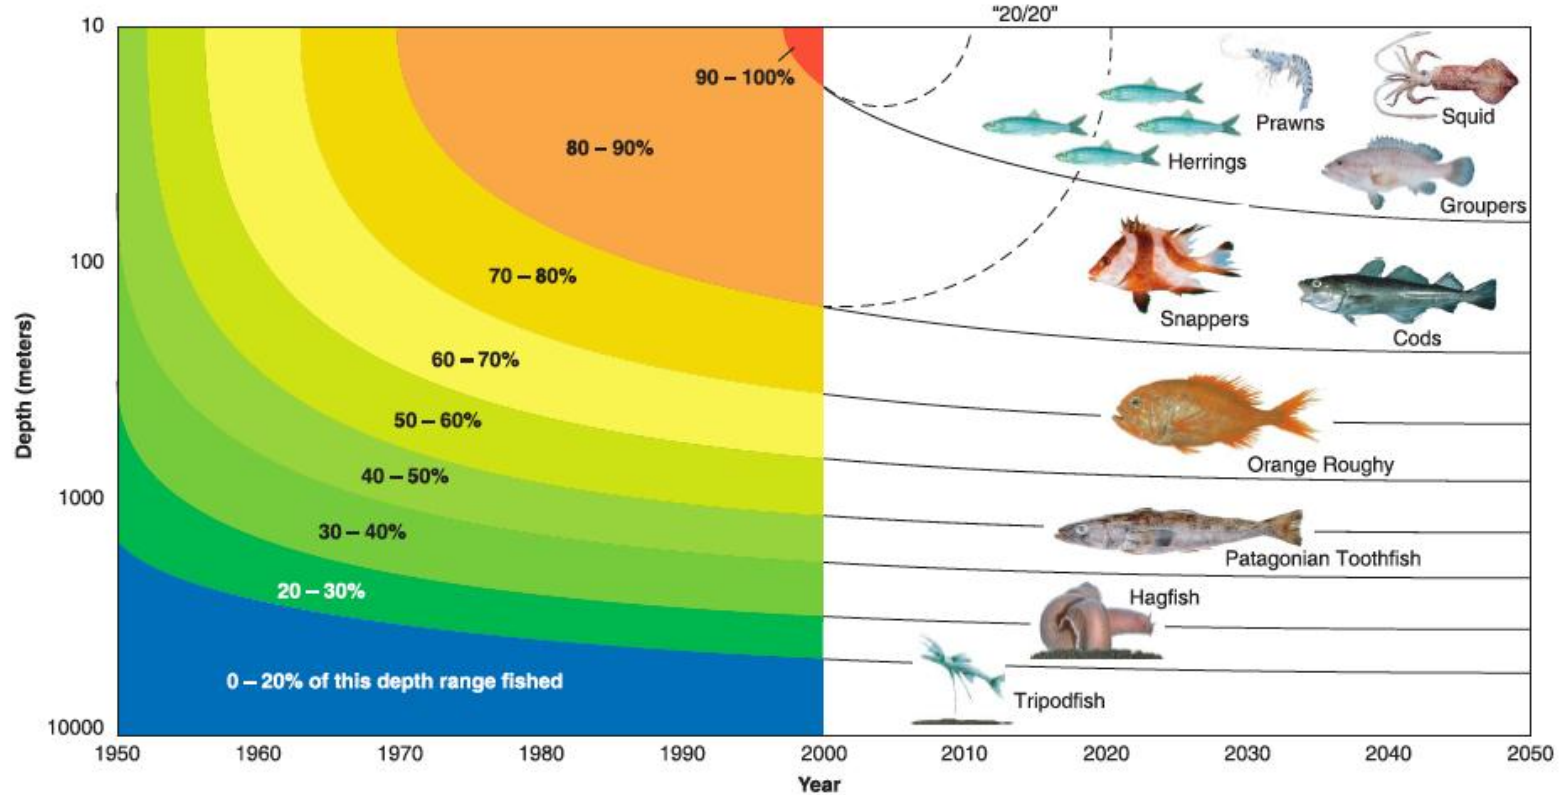 "20/20"
10
90 – 100%
Prawns
Squid
80 – 90%
Herrings
Groupers
100
70 – 80%
Snappers
Cods
60 – 70%
50 – 60%
Orange Roughy
40 – 50%
1000
30 – 40%
Patagonian Toothfish
20 – 30%
Hagfish
0 – 20% of this depth range fished
Tripodfish
10000
Depth (meters)
1950 1960 1970 1980 1990 2000 2010 2020 2030 2040 2050
Year